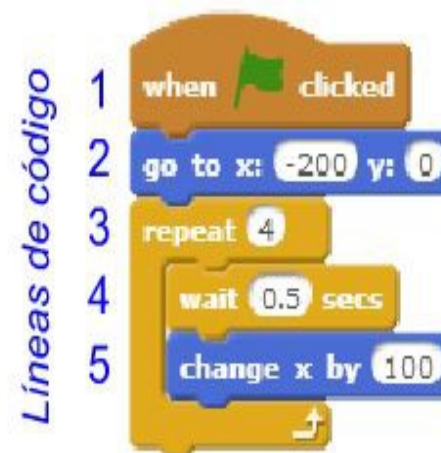 Líneas de código
1 when clicked
2 go to x: -200 y: 0
3 repeat 4
4 wait 0.5 secs
5 change x by 100